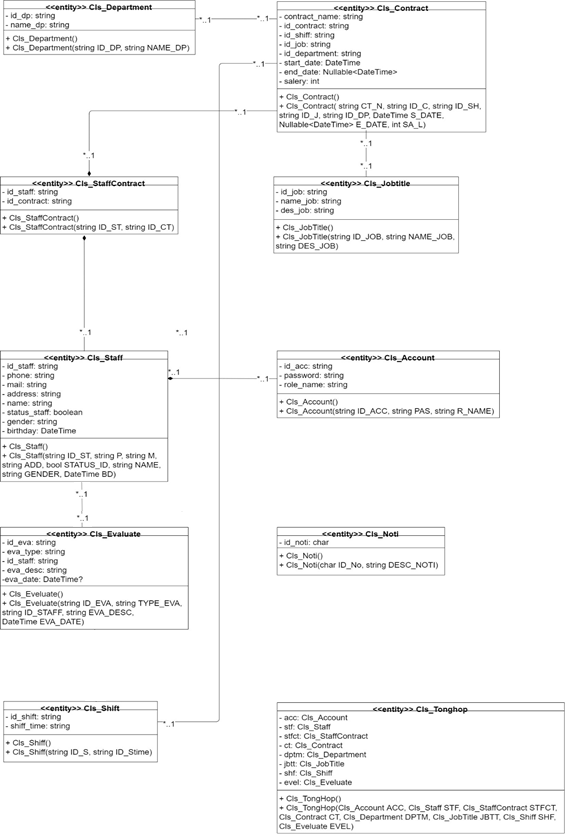 <<entity>> Cls_Department
- id_dp: string
- name_dp: string
+ Cls_Department()
+ Cls_Department(string ID_DP, string NAME_DP)
*..1
*..1
<<entity>> Cls_Contract
- contract_name: string
- id_contract: string
- id_shiff: string
- id_job: string
- id_department: string
- start_date: DateTime
- end_date: Nullable<DateTime>
- salery: int
+ Cls_Contract()
+ Cls_Contract( string CT_N, string ID_C, string ID_SH,
string ID_J, string ID_DP, DateTime S_DATE,
Nullable<DateTime> E_DATE, int SA_L)
*..1
*..1
*..1
*..1
<<entity>> Cls_StaffContract
- id_staff: string
- id_contract: string
+ Cls_StaffContract()
+ Cls_StaffContract(string ID_ST, string ID_CT)
<<entity>> Cls_Jobtitle
- id_job: string
- name_job: string
- des_job: string
+ Cls_JobTitle()
+ Cls_JobTitle(string ID_JOB, string NAME_JOB,
string DES_JOB)
*..1
*..1
<<entity>> Cls_Staff
- id_staff: string
- phone: string
- mail: string
- address: string
- name: string
- status_staff: boolean
- gender: string
- birthday: DateTime
+ Cls_Staff()
+ Cls_Staff(string ID_ST, string P, string M,
string ADD, bool STATUS_ID, string NAME,
string GENDER, DateTime BD)
*..1
*..1
<<entity>> Cls_Account
- id_acc: string
- password: string
- role_name: string
+ Cls_Account()
+ Cls_Account(string ID_ACC, string PAS, string R_NAME)
*..1
*..1
<<entity>> Cls_Evaluate
- id_eva: string
- eva_type: string
- id_staff: string
- eva_desc: string
-eva_date: DateTime?
+ Cls_Eveluate()
+ Cls_Eveluate(string ID_EVA, string TYPE_EVA,
string ID_STAFF, string EVA_DESC,
DateTime EVA_DATE)
<<entity>> Cls_Noti
- id_noti: char
+ Cls_Noti()
+ Cls_Noti(char ID_No, string DESC_NOTI)
<<entity>> Cls_Shift
- id_shift: string
- shiff_time: string
+ Cls_Shiff()
+ Cls_Shiff(string ID_S, string ID_Stime)
*..1
<<entity>> Cls_Tonghop
- acc: Cls_Account
- stf: Cls_Staff
- stfct: Cls_StaffContract
- ct: Cls_Contract
- dptm: Cls_Department
- jbtt: Cls_JobTitle
- shf: Cls_Shiff
- evel: Cls_Eveluate
+ Cls_TongHop()
+ Cls_TongHop(Cls_Account ACC, Cls_Staff STF, Cls_StaffContract STFCT,
Cls_Contract CT, Cls_Department DPTM, Cls_JobTitle JBTT, Cls_Shiff SHF,
Cls_Eveluate EVEL)